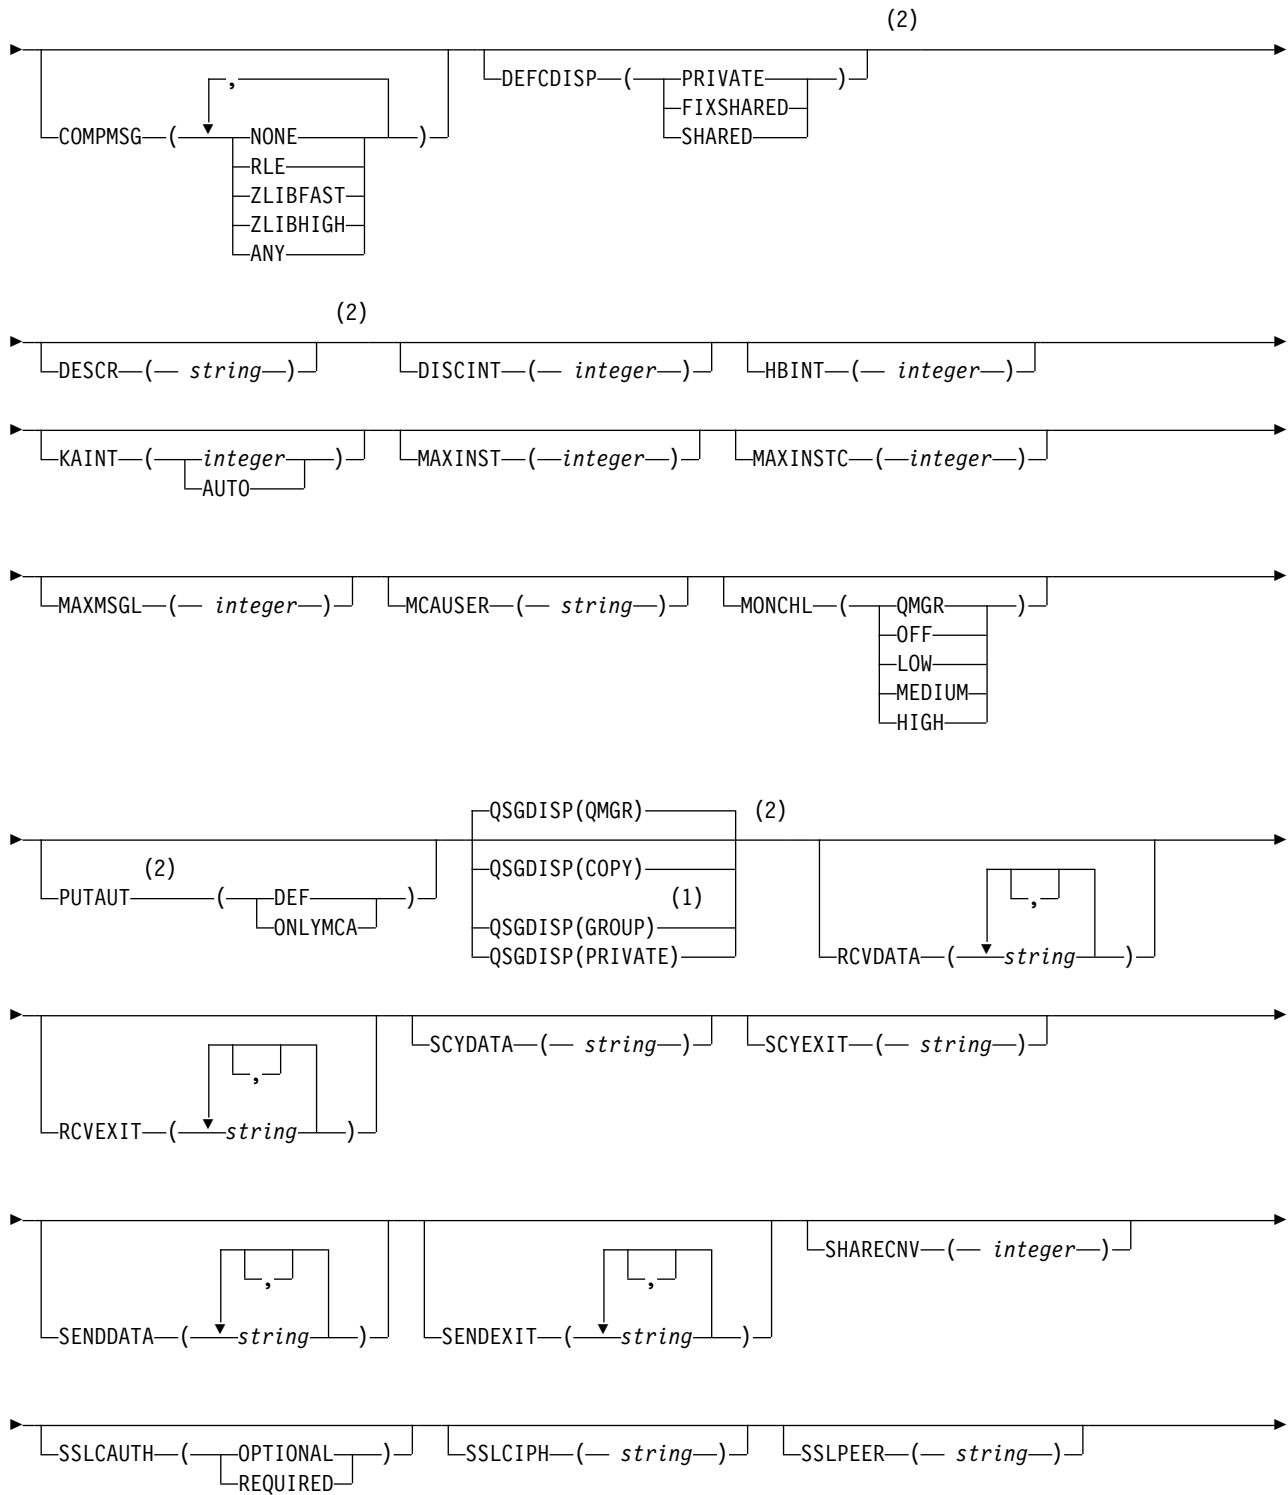 (2)
COMPMSG ( , NONE )
RLE
ZLIBFAST
ZLIBHIGH
ANY
DEFCDISP ( PRIVATE )
FIXSHARED
SHARED
(2)
DESCR ( string )
DISCINT ( integer )
HBINT ( integer )
KAINT ( integer )
AUTO
MAXINST ( integer )
MAXINSTC ( integer )
MAXMSGL ( integer )
MCAUSER ( string )
MONCHL ( QMGR )
OFF
LOW
MEDIUM
HIGH
(2)
PUTAUT ( DEF )
ONLYMCA
QSGDISP(QMGR)
(2)
QSGDISP(COPY)
(1)
QSGDISP(GROUP)
QSGDISP(PRIVATE)
RCVDATA ( , string )
RCVEXIT ( , string )
SCYDATA ( string )
SCYEXIT ( string )
SENDDATA ( , string )
SENDEXIT ( , string )
SHARECNV ( integer )
SSLCAUTH ( OPTIONAL )
REQUIRED
SSLCIPH ( string )
SSLPEER ( string )